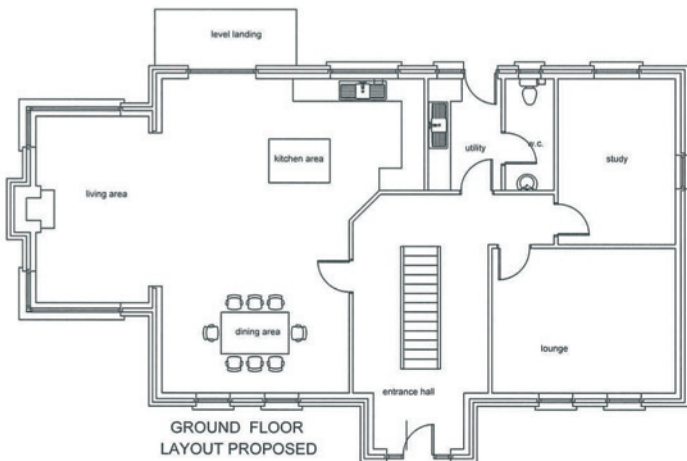 level landing
kitchen area
utility
w.c.
study
living area
dining area
lounge
entrance hall
GROUND FLOOR
LAYOUT PROPOSED